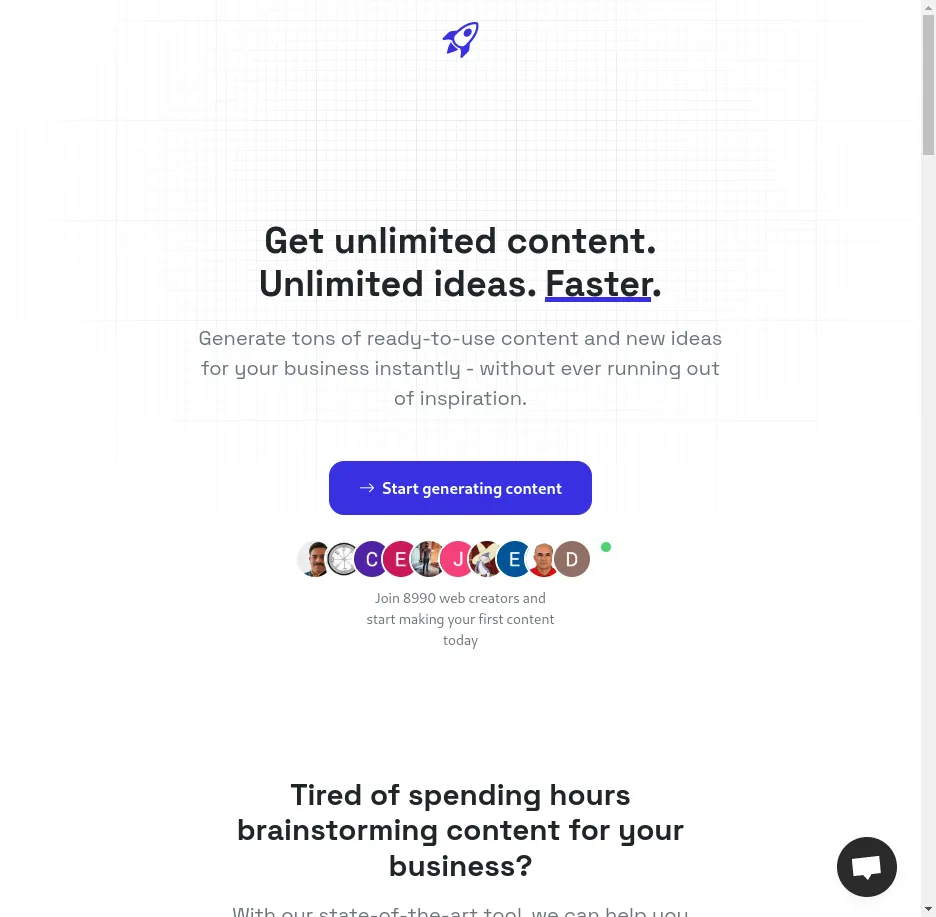 Get unlimited content.
Unlimited ideas. Faster.
Generate tons of ready-to-use content and new ideas
for your business instantly - without ever running out
of inspiration.
→ Start generating content
C E J E D
Join 8990 web creators and
start making your first content
today
Tired of spending hours
brainstorming content for your
business?
With our state-of-the-art tool, we can help you